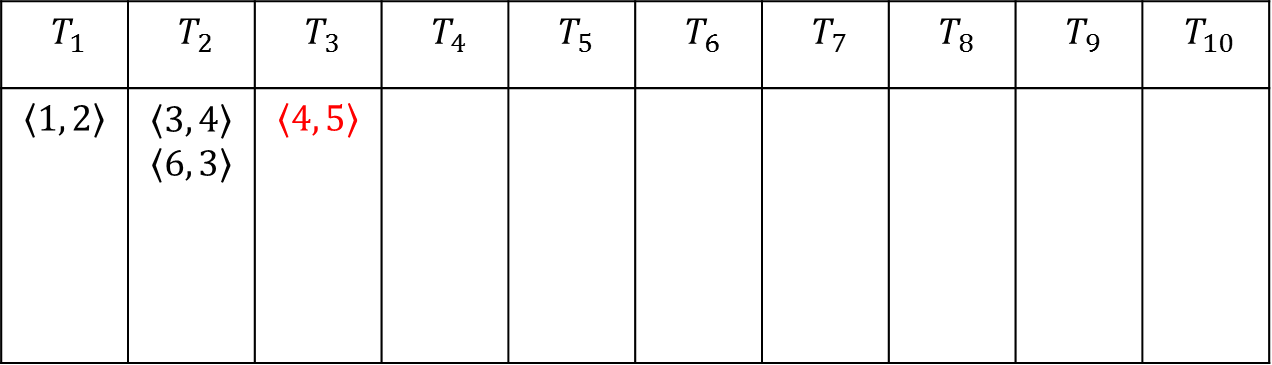 T₁ T₂ T₃ T₄ T₅ T₆ T₇ T₈ T₉ T₁₀
⟨1, 2⟩ ⟨3, 4⟩ ⟨4, 5⟩
⟨6, 3⟩